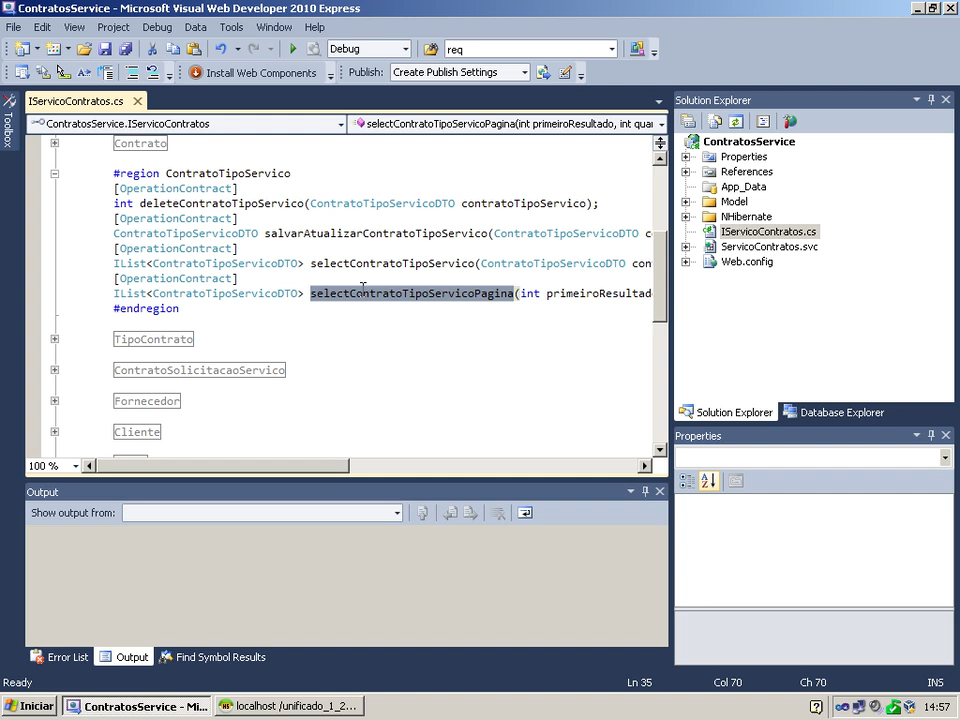 ContratosService - Microsoft Visual Web Developer 2010 Express
File Edit View Project Debug Data Tools Window Help
Debug req
Install Web Components Publish: Create Publish Settings
Toolbox
IServicoContratos.cs
ContratosService.IServicoContratos selectContratoTipoServicoPagina(int primeiroResultado, int quar
Contrato
#region ContratoTipoServico
[OperationContract]
int deleteContratoTipoServico(ContratoTipoServicoDTO contratoTipoServico);
[OperationContract]
ContratoTipoServicoDTO salvarAtualizarContratoTipoServico(ContratoTipoServicoDTO c
[OperationContract]
IList<ContratoTipoServicoDTO> selectContratoTipoServico(ContratoTipoServicoDTO con
[OperationContract]
IList<ContratoTipoServicoDTO> selectContratoTipoServicoPagina(int primeiroResultad
#endregion
TipoContrato
ContratoSolicitacaoServico
Fornecedor
Cliente
100 %
Output
Show output from:
Error List Output Find Symbol Results
Solution Explorer
ContratosService
Properties
References
App_Data
Model
NHibernate
IServicoContratos.cs
ServicoContratos.svc
Web.config
Solution Explorer Database Explorer
Properties
Ready Ln 35 Col 70 Ch 70 INS
Iniciar ContratosService - Mi... localhost /unificado_1_2... 14:57